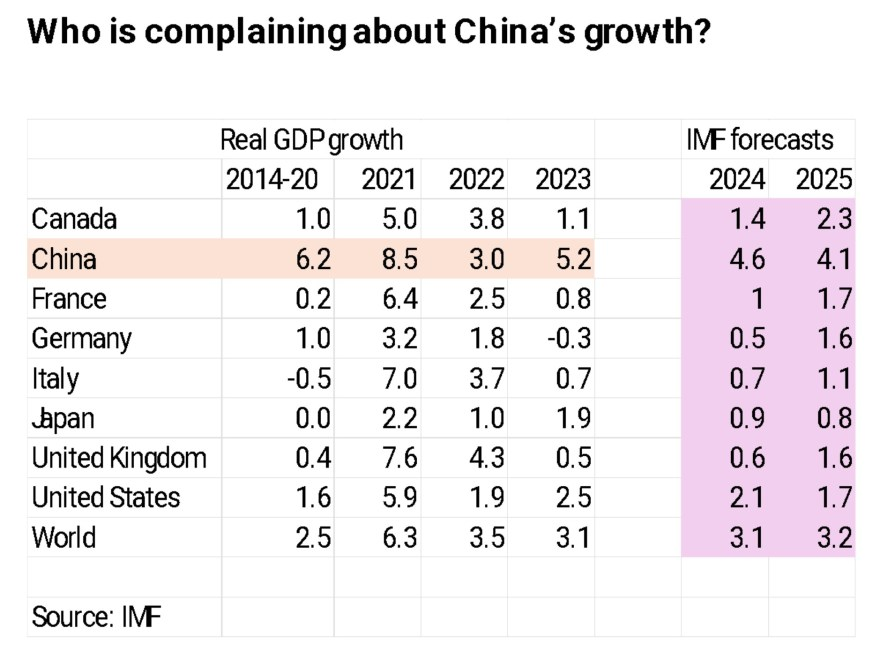 Who is complaining about China's growth?
Real GDP growth IMF forecasts
2014-20 2021 2022 2023 2024 2025
Canada 1.0 5.0 3.8 1.1 1.4 2.3
China 6.2 8.5 3.0 5.2 4.6 4.1
France 0.2 6.4 2.5 0.8 1 1.7
Germany 1.0 3.2 1.8 -0.3 0.5 1.6
Italy -0.5 7.0 3.7 0.7 0.7 1.1
Japan 0.0 2.2 1.0 1.9 0.9 0.8
United Kingdom 0.4 7.6 4.3 0.5 0.6 1.6
United States 1.6 5.9 1.9 2.5 2.1 1.7
World 2.5 6.3 3.5 3.1 3.1 3.2
Source: IMF